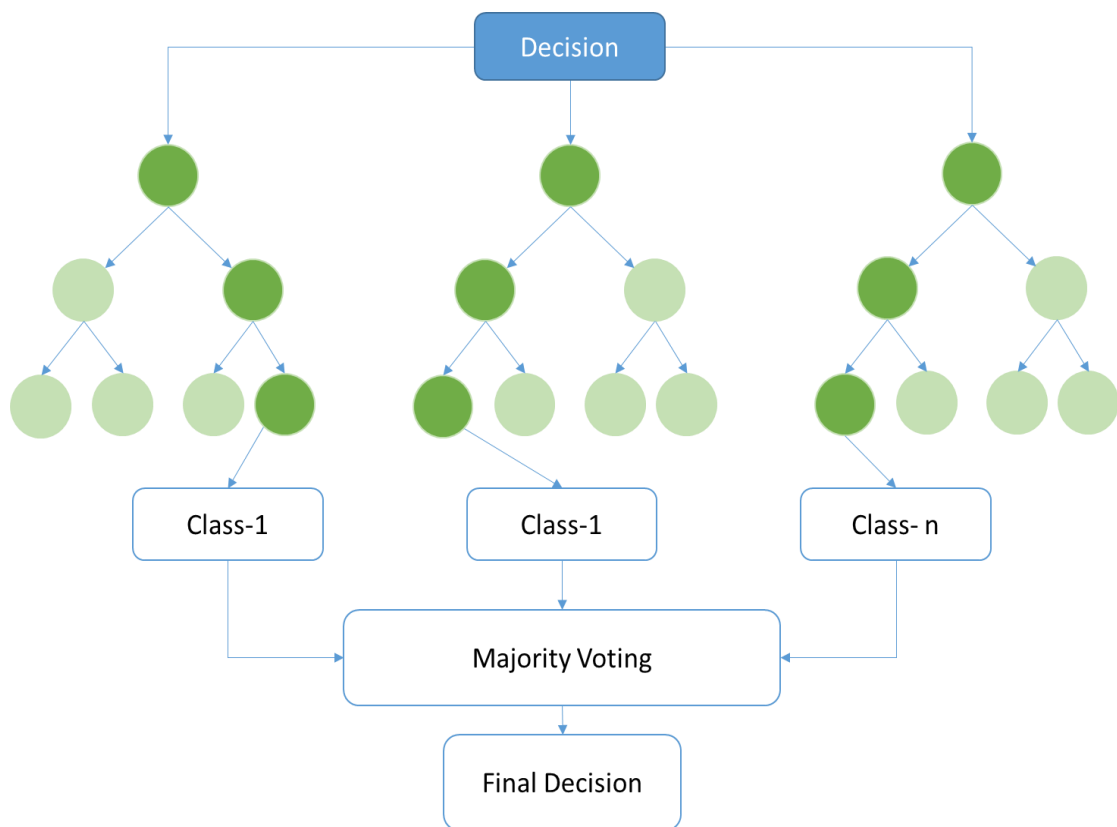 Decision
Class-1
Class-1
Class- n
Majority Voting
Final Decision